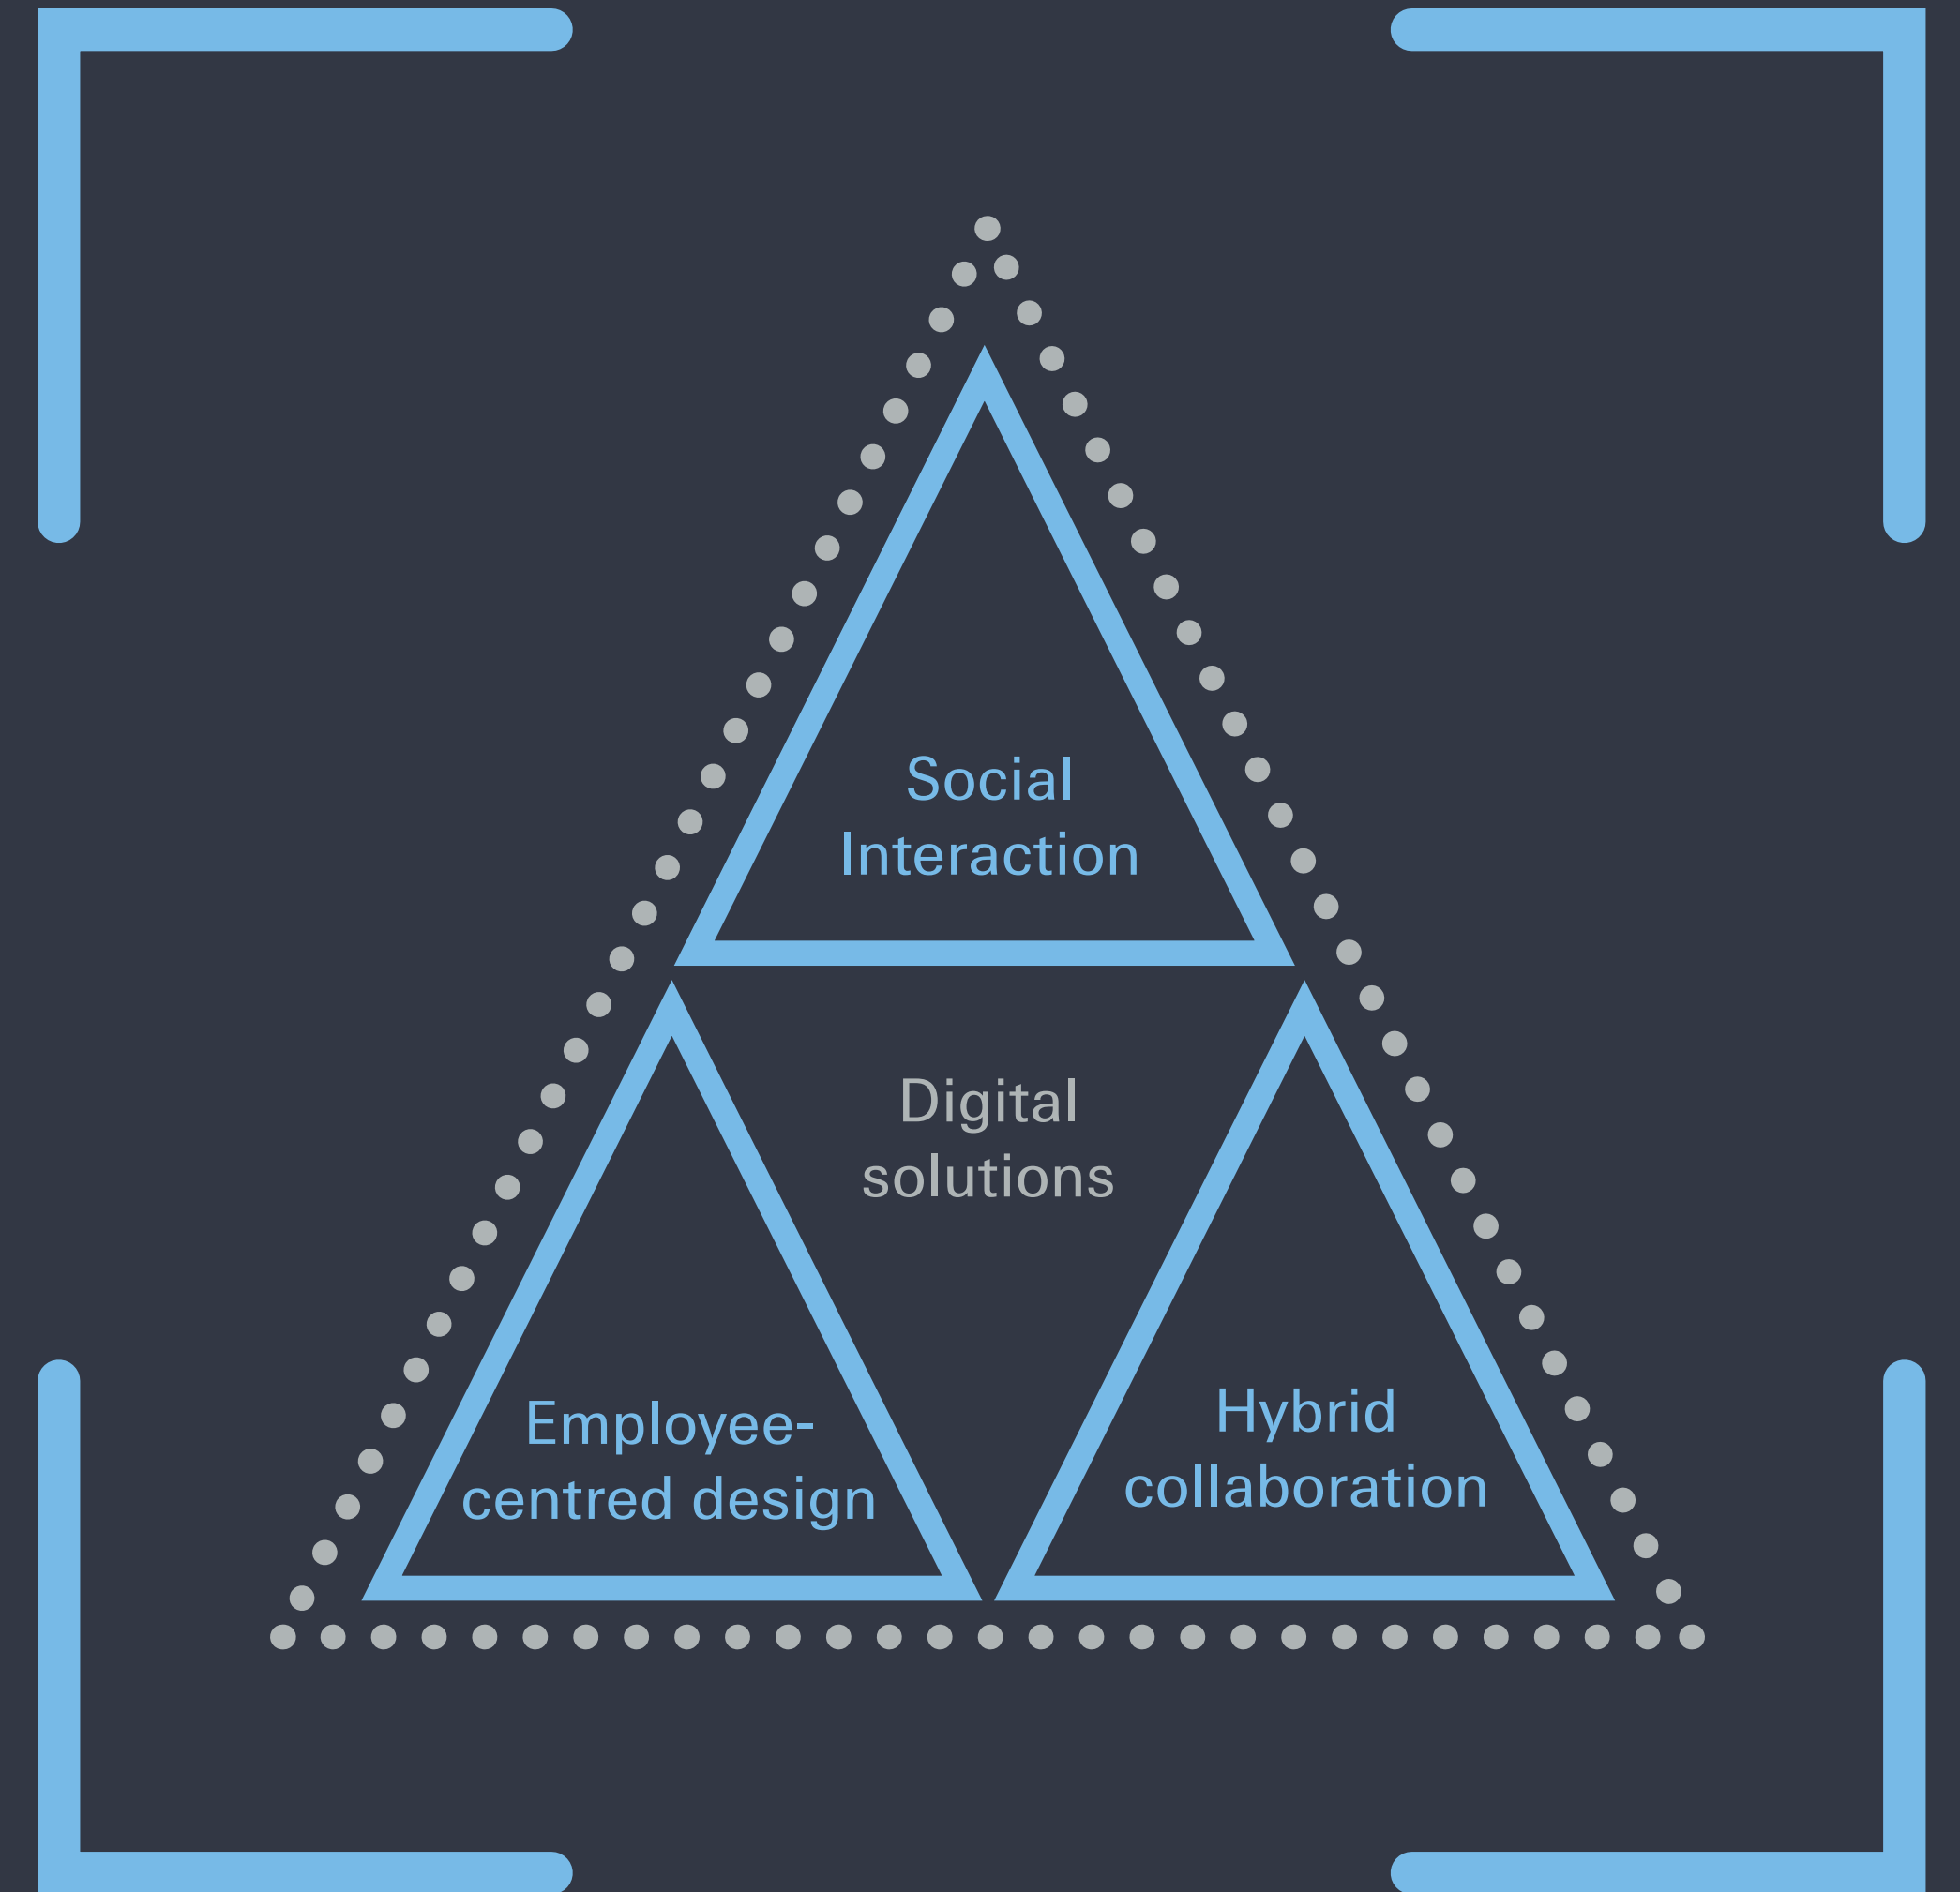 Social
Interaction
Digital
solutions
Employee-
centred design
Hybrid
collaboration